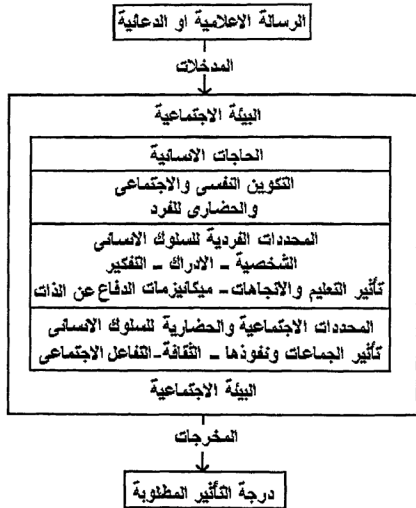 الرسالة الاعلامية او الدعائية
المدخلات
البيئة الاجتماعية
الحاجات الانسانية
التكوين النفسى والاجتماعى
والحضارى للفرد
المحددات الفردية للسلوك الانسانى
الشخصية - الادراك - التفكير
تأثير التعليم والاتجاهات - ميكانيزمات الدفاع عن الذات
المحددات الاجتماعية والحضارية للسلوك الانسانى
تأثير الجماعات ونفوذها - الثقافة - التفاعل الاجتماعى
البيئة الاجتماعية
المخرجات
درجة التأثير المطلوبة